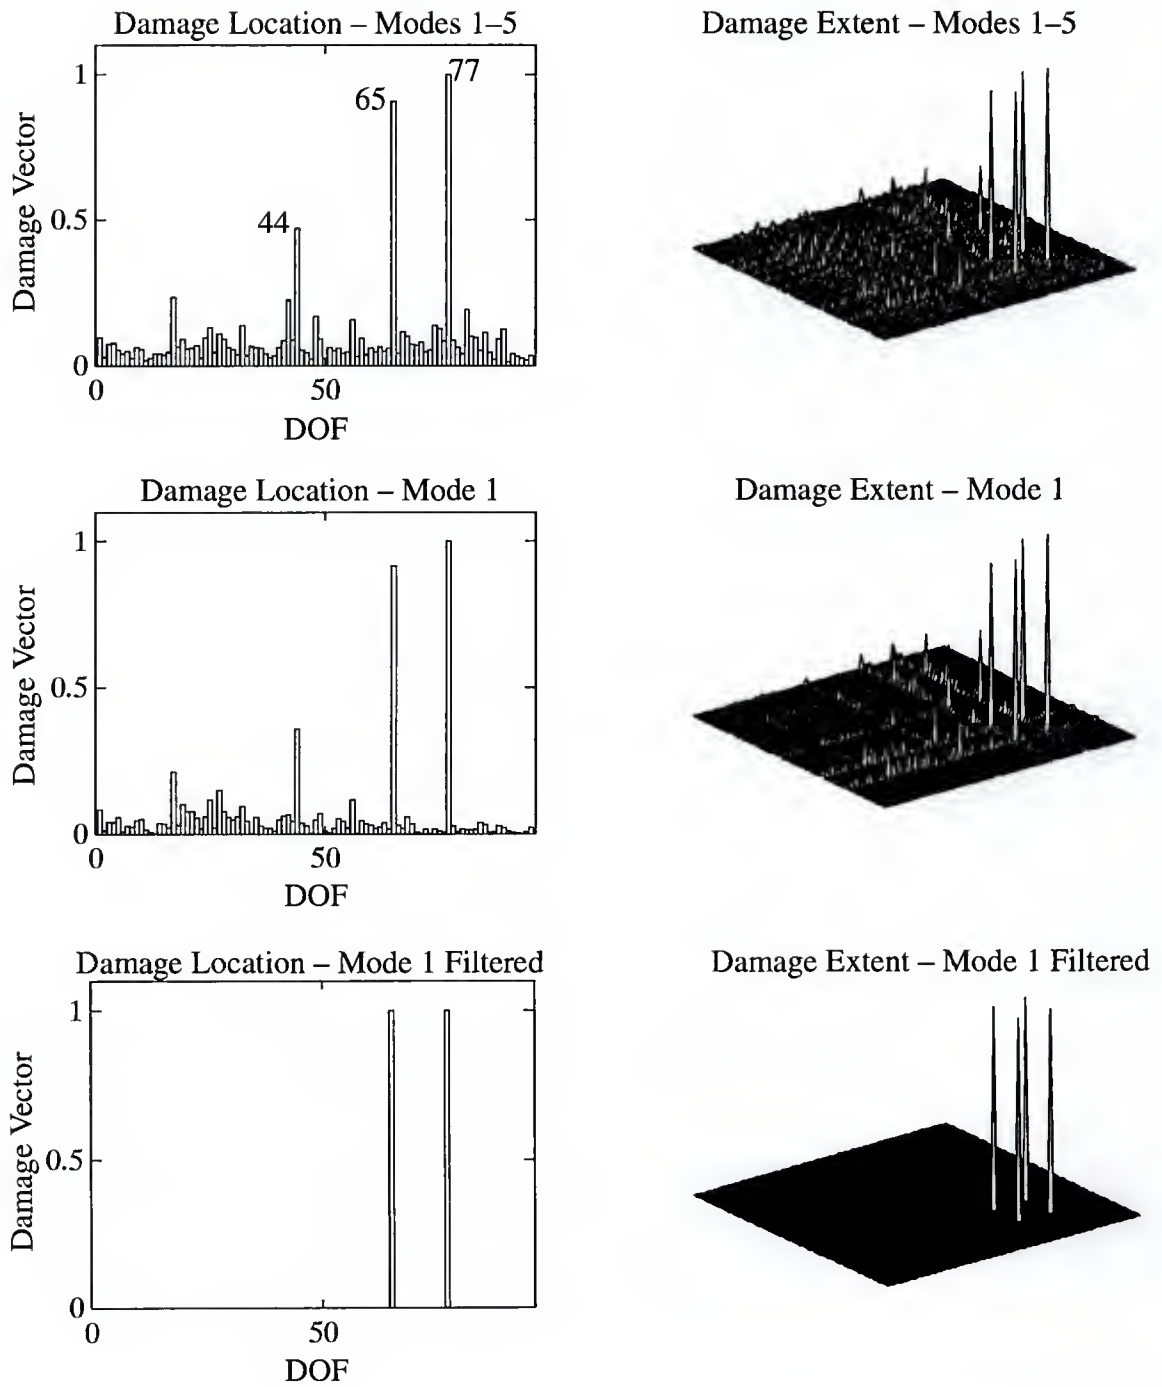 Damage Location – Modes 1–5
Damage Extent – Modes 1–5
Damage Vector
1
0.5
0
44
65
77
0
50
DOF
Damage Location – Mode 1
Damage Extent – Mode 1
Damage Vector
1
0.5
0
0
50
DOF
Damage Location – Mode 1 Filtered
Damage Extent – Mode 1 Filtered
Damage Vector
1
0.5
0
0
50
DOF